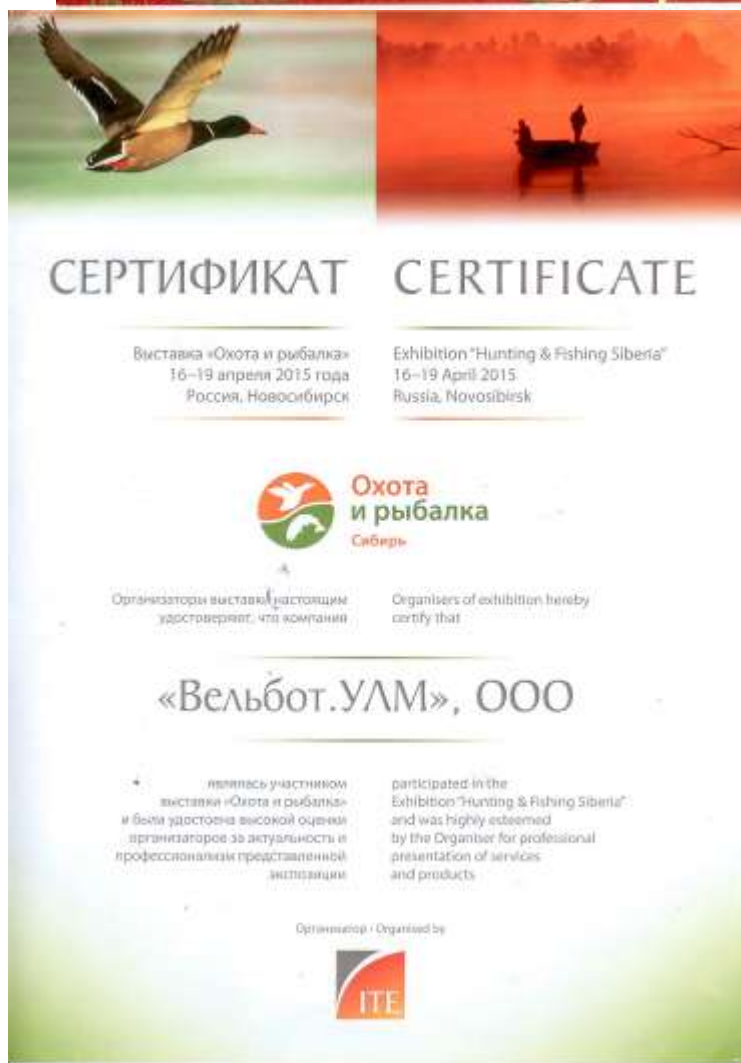 СЕРТИФИКАТ
CERTIFICATE
Выставка «Охота и рыбалка»
16–19 апреля 2015 года
Россия, Новосибирск
Exhibition "Hunting & Fishing Siberia"
16–19 April 2015
Russia, Novosibirsk
Охота
и рыбалка
Сибирь
Организаторы выставки настоящим
удостоверяют, что компания
Organisers of exhibition hereby
certify that
«Вельбот.УЛМ», ООО
являлась участником
выставки «Охота и рыбалка»
и была удостоена высокой оценки
организаторов за актуальность и
профессионализм представленной
экспозиции
participated in the
Exhibition "Hunting & Fishing Siberia"
and was highly esteemed
by the Organiser for professional
presentation of services
and products
Организатор • Organised by
ITE